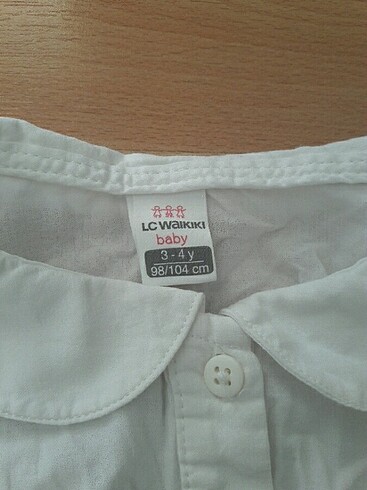 LC WAIKIKI
baby
3 - 4 y
98/104 cm